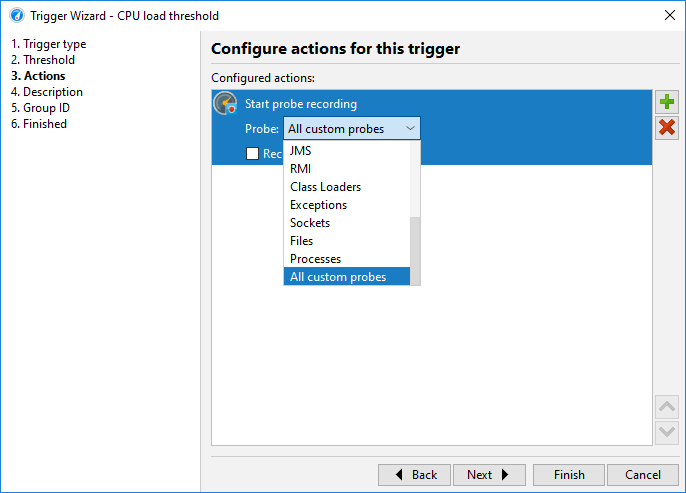 Trigger Wizard - CPU load threshold
1. Trigger type
2. Threshold
3. Actions
4. Description
5. Group ID
6. Finished
Configure actions for this trigger
Configured actions:
Start probe recording
Probe: All custom probes
Rec
JMS
RMI
Class Loaders
Exceptions
Sockets
Files
Processes
All custom probes
Back
Next
Finish
Cancel